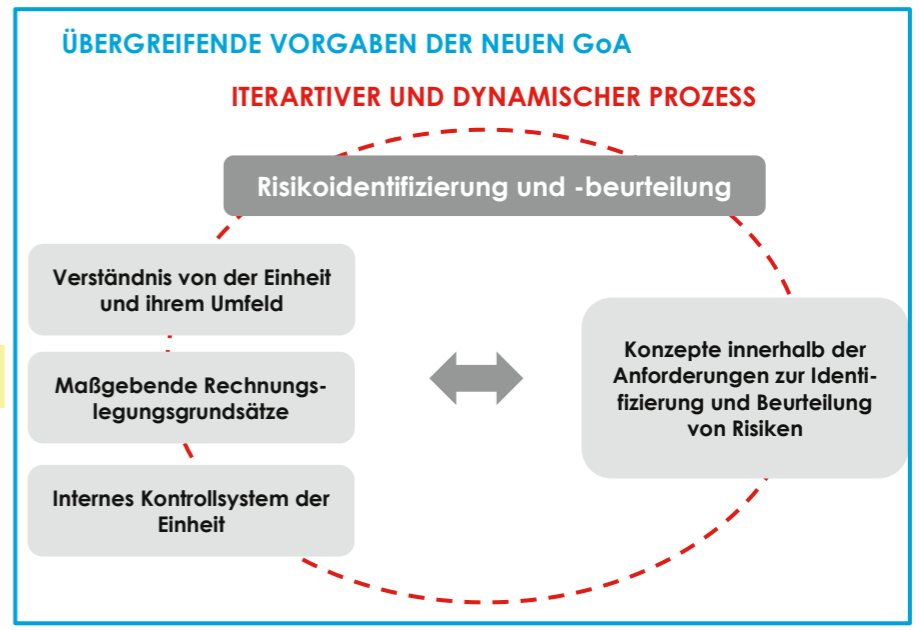 ÜBERGREIFENDE VORGABEN DER NEUEN GoA
ITERARTIVER UND DYNAMISCHER PROZESS
Risikoidentifizierung und -beurteilung
Verständnis von der Einheit
und ihrem Umfeld
Maßgebende Rechnungs-
legungsgrundsätze
Internes Kontrollsystem der
Einheit
Konzepte innerhalb der
Anforderungen zur Identi-
fizierung und Beurteilung
von Risiken